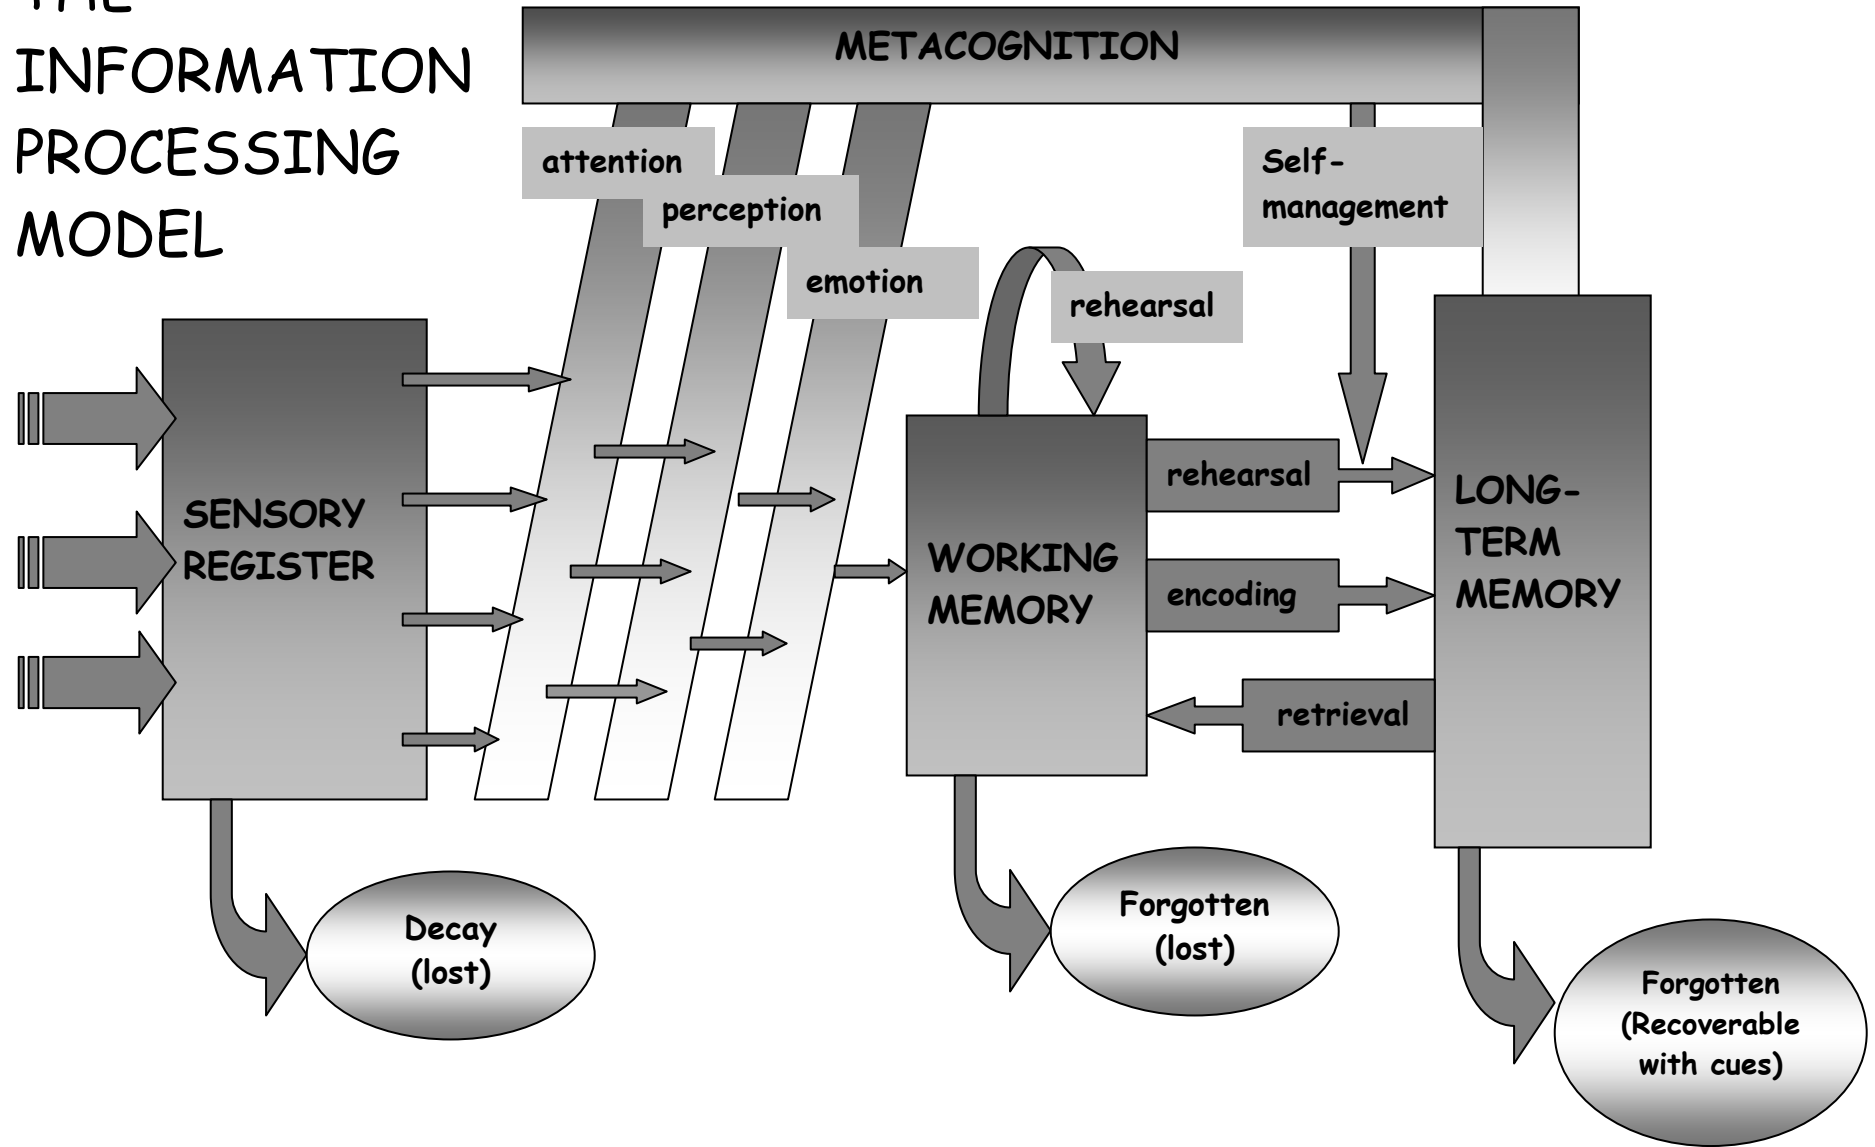 THE
INFORMATION
PROCESSING
MODEL
METACOGNITION
attention
perception
emotion
Self-
management
rehearsal
SENSORY
REGISTER
WORKING
MEMORY
rehearsal
encoding
retrieval
LONG-
TERM
MEMORY
Decay
(lost)
Forgotten
(lost)
Forgotten
(Recoverable
with cues)